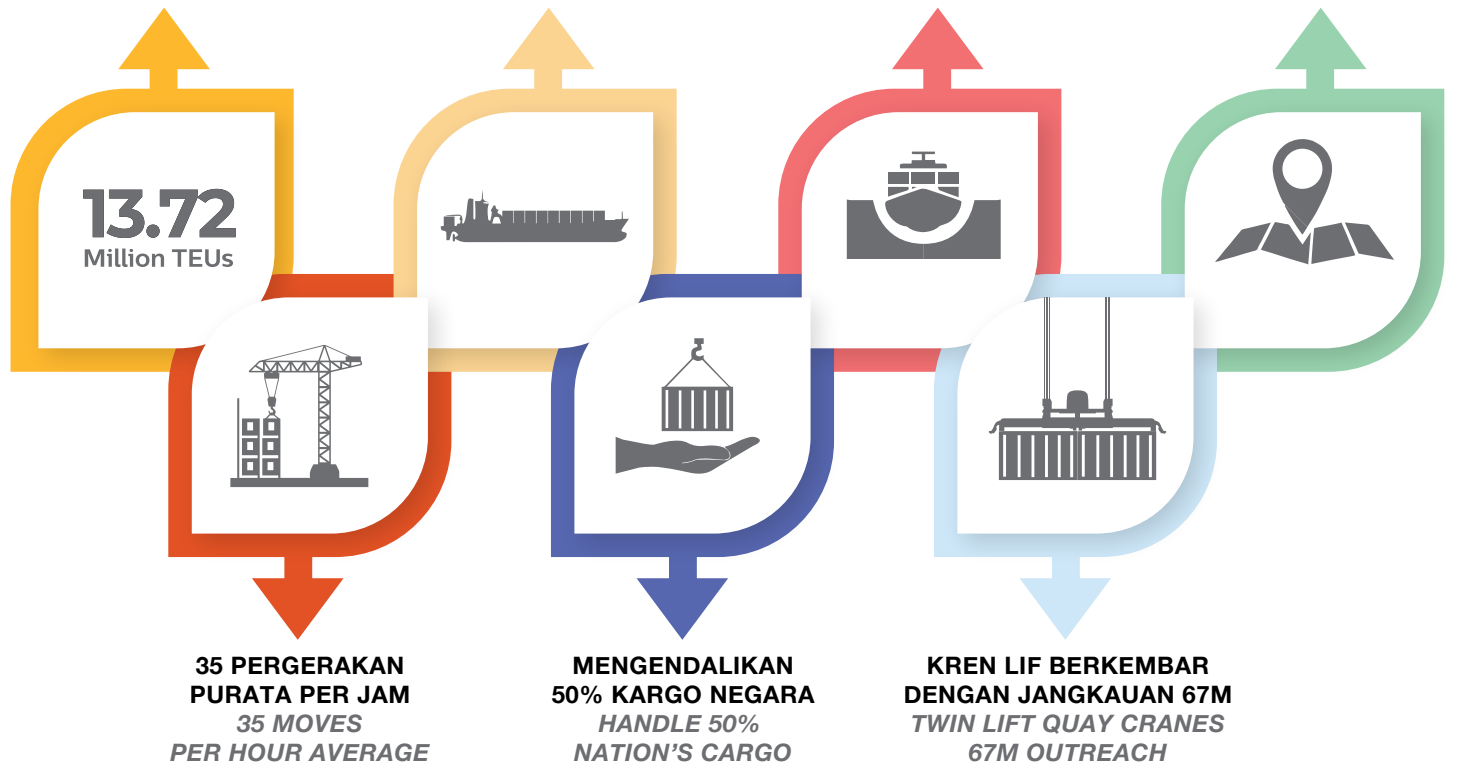 13.72
Million TEUs
35 PERGERAKAN
PURATA PER JAM
35 MOVES
PER HOUR AVERAGE
MENGENDALIKAN
50% KARGO NEGARA
HANDLE 50%
NATION'S CARGO
KREN LIF BERKEMBAR
DENGAN JANGKAUAN 67M
TWIN LIFT QUAY CRANES
67M OUTREACH